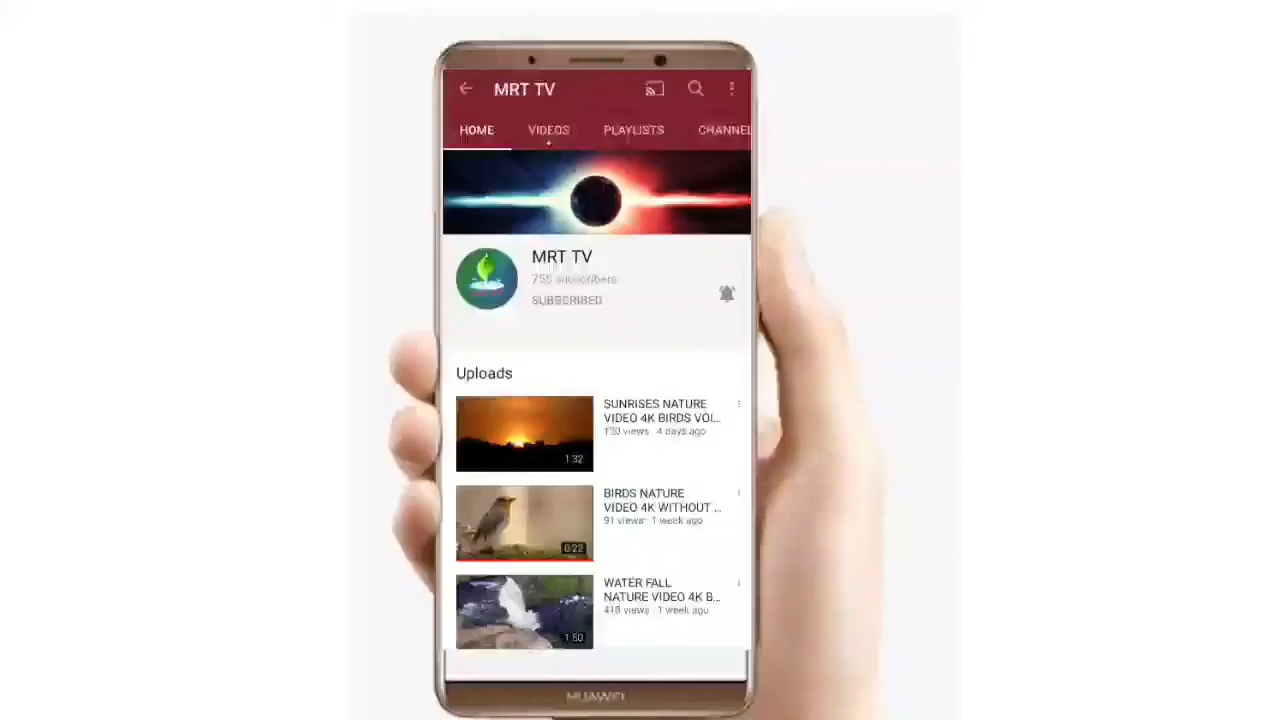 MRT TV
HOME VIDEOS PLAYLISTS CHANNEL
MRT TV
755 subscribers
SUBSCRIBED
Uploads
SUNRISES NATURE
VIDEO 4K BIRDS VOI...
views 4 days ago
1:32
BIRDS NATURE
VIDEO 4K WITHOUT ...
91 views 1 week ago
0:22
WATER FALL
NATURE VIDEO 4K B...
418 views 1 week ago
1:50
HUAWEI